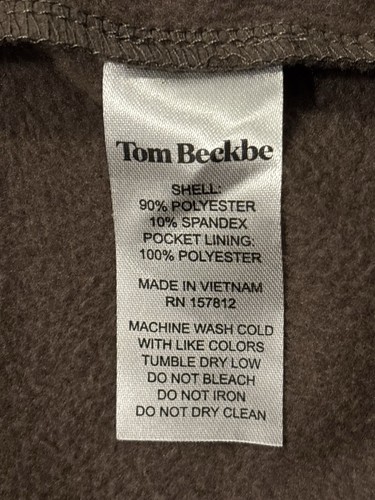 Tom Beckbe
SHELL:
90% POLYESTER
10% SPANDEX
POCKET LINING:
100% POLYESTER
MADE IN VIETNAM
RN 157812
MACHINE WASH COLD
WITH LIKE COLORS
TUMBLE DRY LOW
DO NOT BLEACH
DO NOT IRON
DO NOT DRY CLEAN